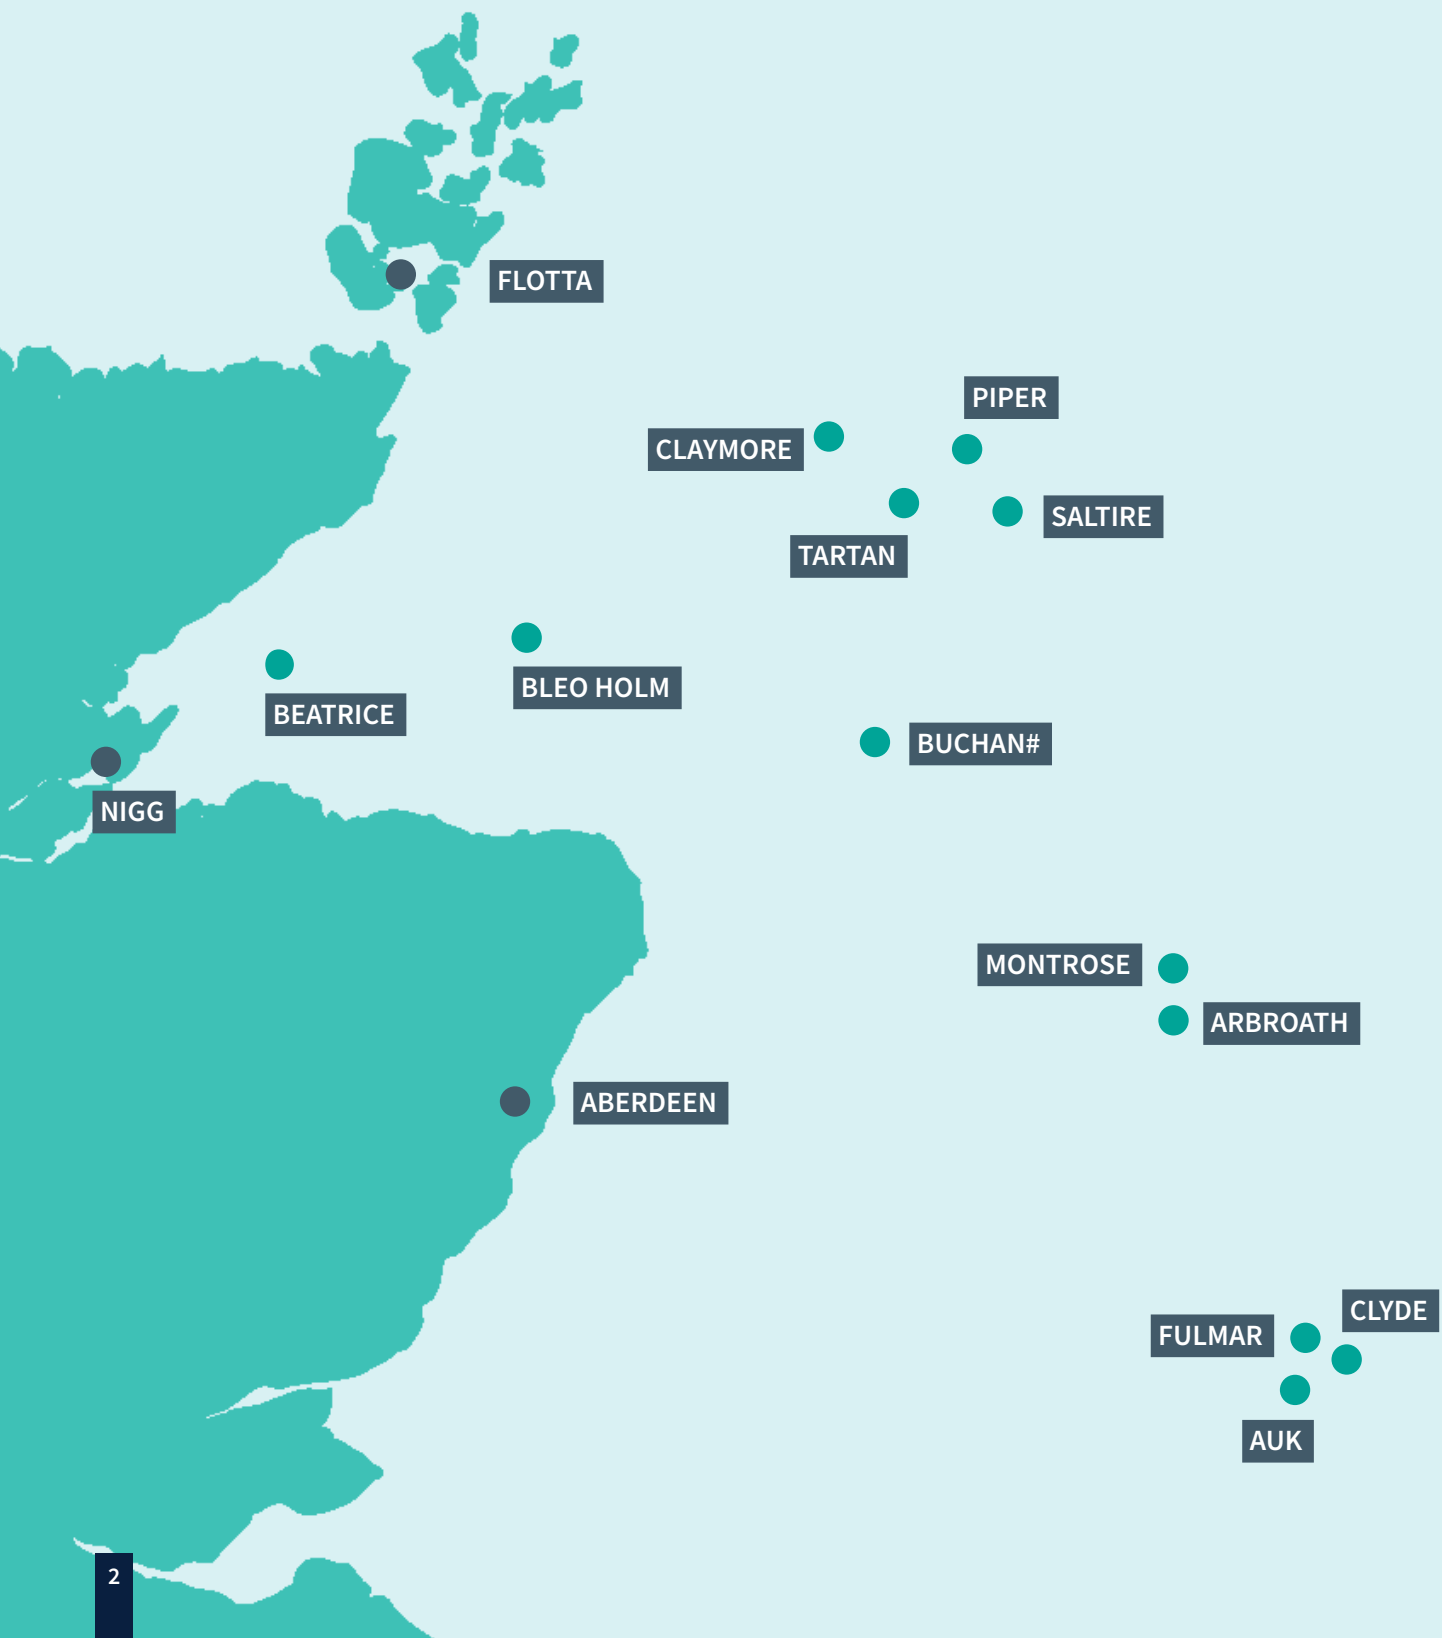 FLOTTA
PIPER
CLAYMORE
SALTIRE
TARTAN
BLEO HOLM
BEATRICE
BUCHAN#
NIGG
MONTROSE
ARBROATH
ABERDEEN
CLYDE
FULMAR
AUK
2